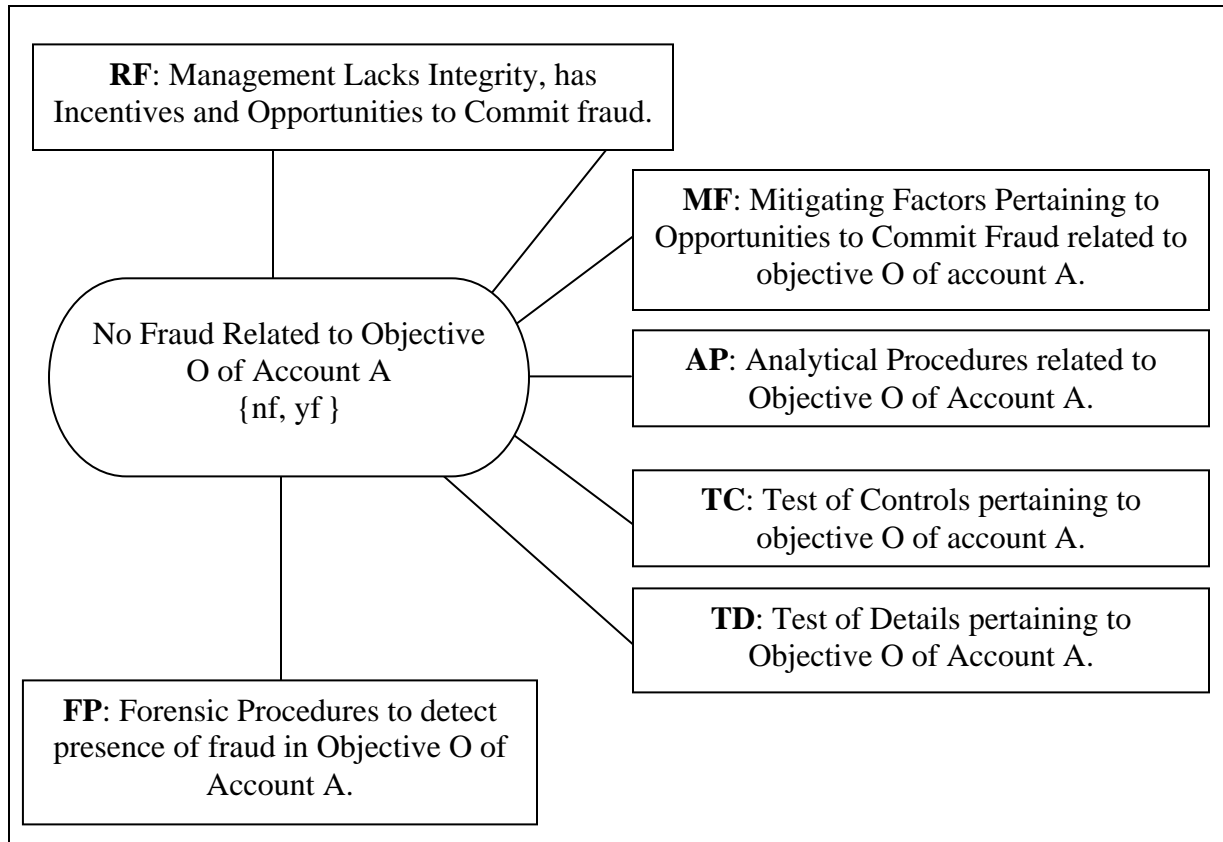 RF: Management Lacks Integrity, has
Incentives and Opportunities to Commit fraud.
MF: Mitigating Factors Pertaining to
Opportunities to Commit Fraud related to
objective O of account A.
No Fraud Related to Objective
O of Account A
{nf, yf }
AP: Analytical Procedures related to
Objective O of Account A.
TC: Test of Controls pertaining to
objective O of account A.
TD: Test of Details pertaining to
Objective O of Account A.
FP: Forensic Procedures to detect
presence of fraud in Objective O of
Account A.